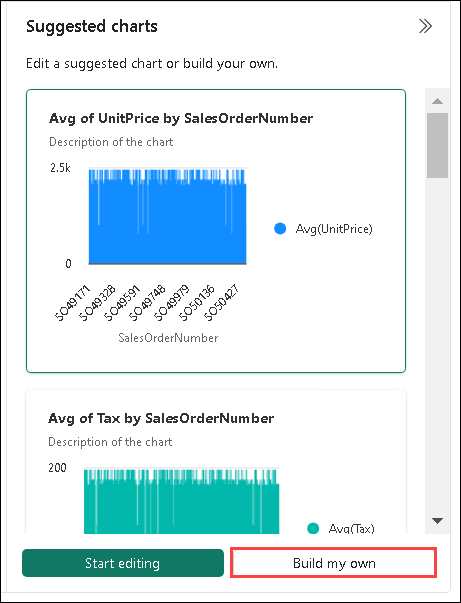 Suggested charts
Edit a suggested chart or build your own.
Avg of UnitPrice by SalesOrderNumber
Description of the chart
2.5k
Avg(UnitPrice)
0
SO49171
SO49328
SO49591
SO49748
SO49979
SO50136
SO50427
SalesOrderNumber
Avg of Tax by SalesOrderNumber
Description of the chart
200
Avg(Tax)
Start editing
Build my own